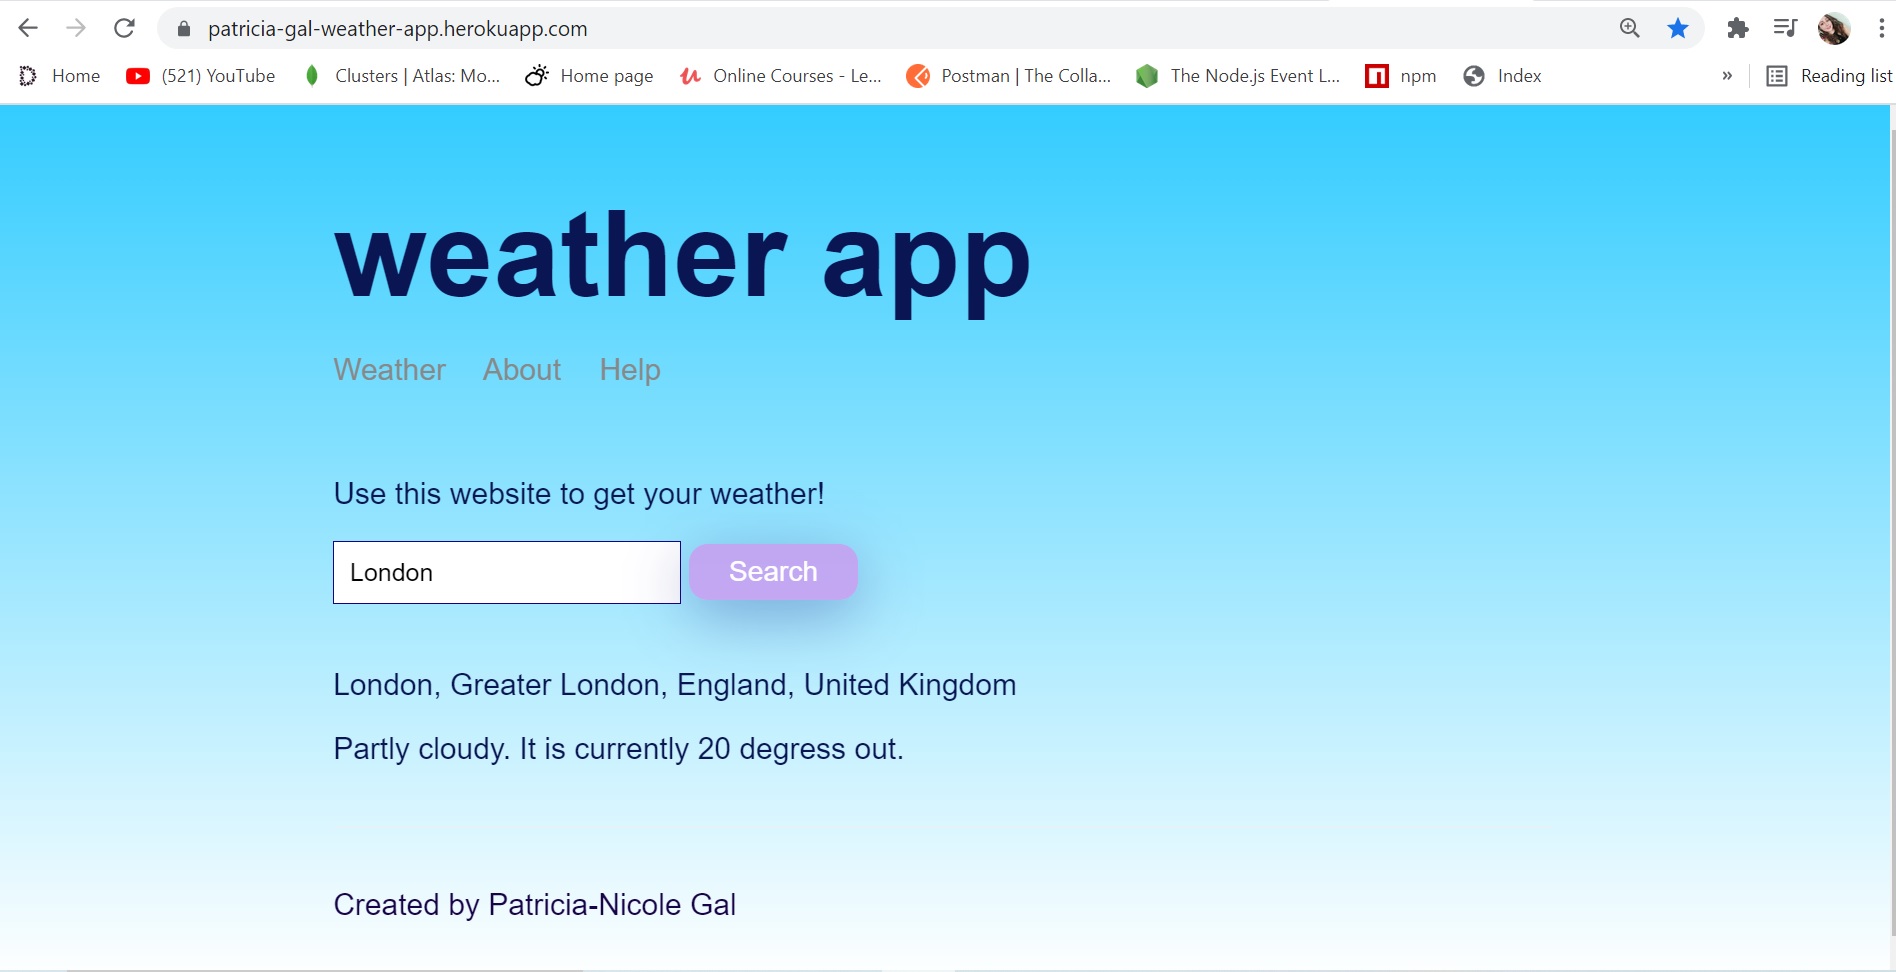 patricia-gal-weather-app.herokuapp.com
Home (521) YouTube Clusters | Atlas: Mo... Home page Online Courses - Le... Postman | The Colla... The Node.js Event L... npm Index » Reading list
weather app
Weather About Help
Use this website to get your weather!
London Search
London, Greater London, England, United Kingdom
Partly cloudy. It is currently 20 degress out.
Created by Patricia-Nicole Gal